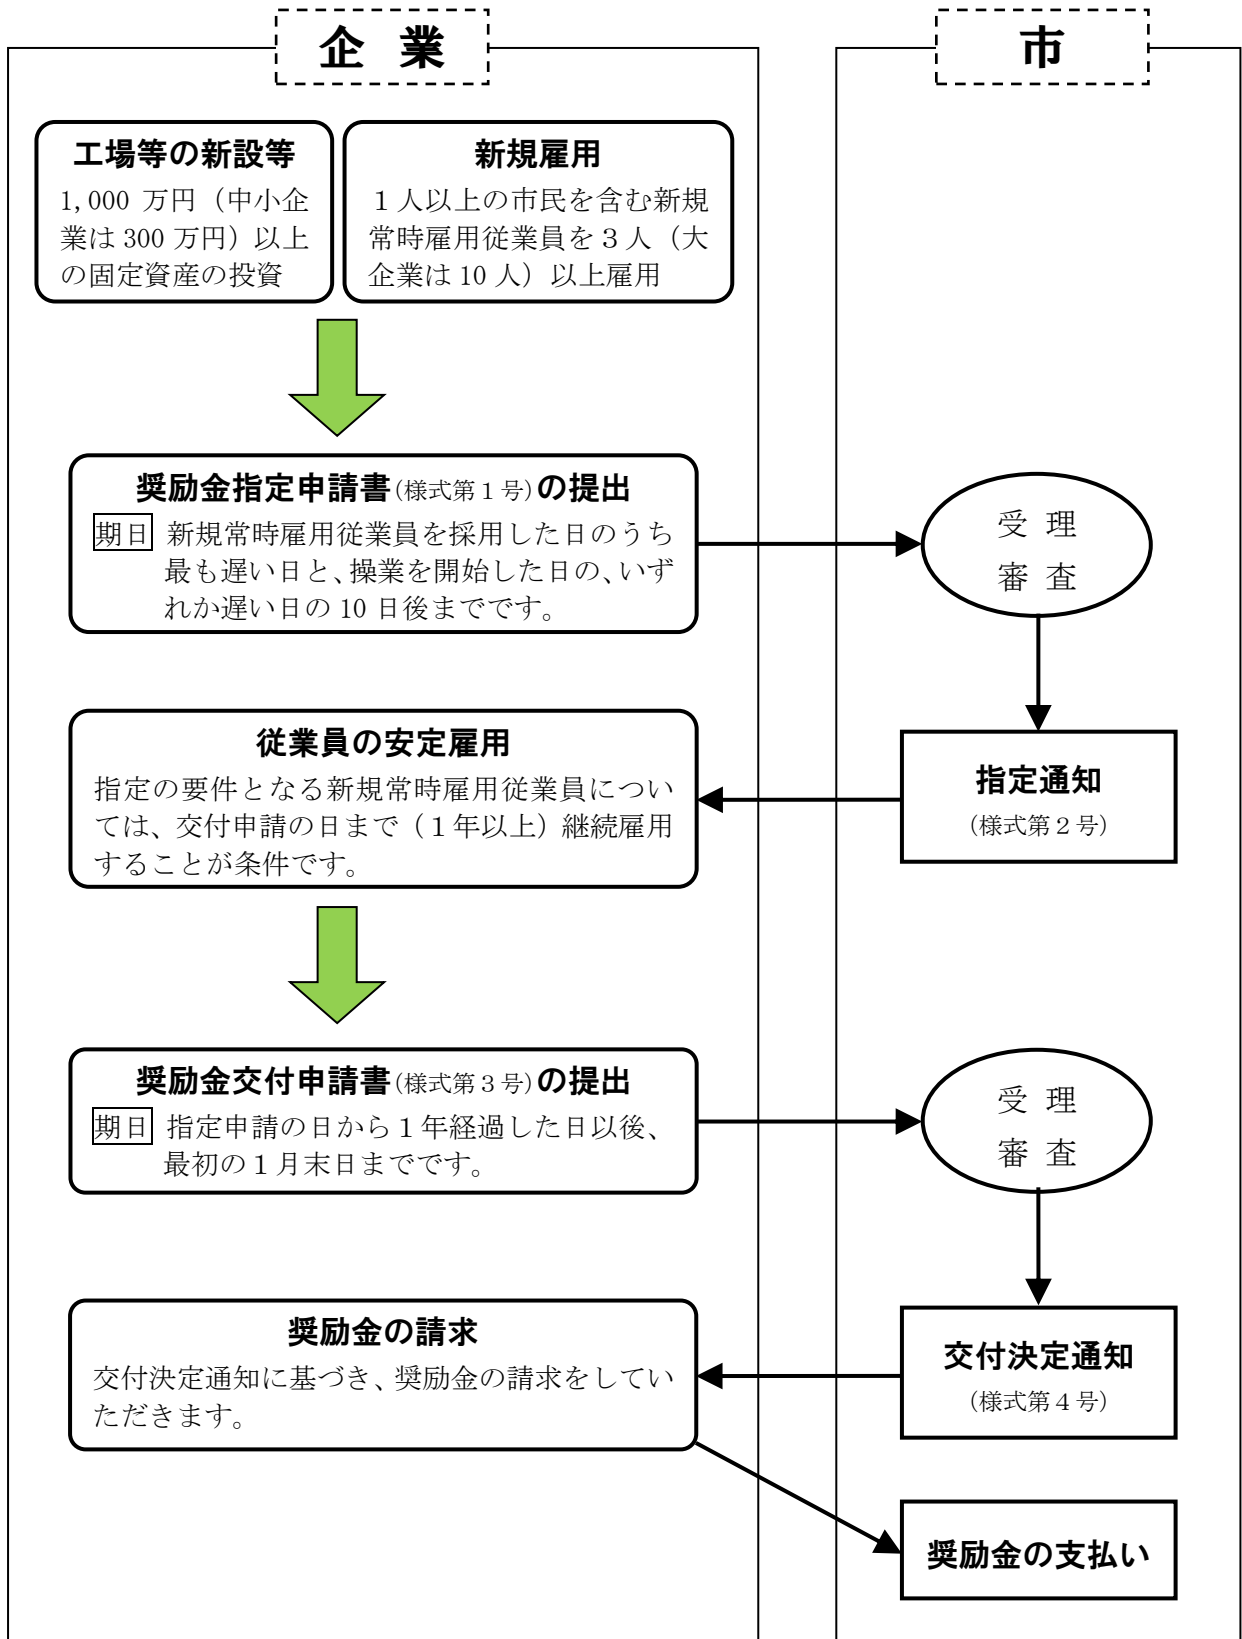 企 業
市
工場等の新設等
1,000 万円（中小企
業は 300 万円）以上
の固定資産の投資
新規雇用
１人以上の市民を含む新規
常時雇用従業員を３人（大
企業は 10 人）以上雇用
奨励金指定申請書(様式第１号)の提出
期日 新規常時雇用従業員を採用した日のうち
最も遅い日と、操業を開始した日の、いず
れか遅い日の 10 日後までです。
受 理
審 査
従業員の安定雇用
指定の要件となる新規常時雇用従業員につい
ては、交付申請の日まで（１年以上）継続雇用
することが条件です。
指定通知
(様式第２号)
奨励金交付申請書(様式第３号)の提出
期日 指定申請の日から１年経過した日以後、
最初の１月末日までです。
受 理
審 査
奨励金の請求
交付決定通知に基づき、奨励金の請求をしてい
ただきます。
交付決定通知
(様式第４号)
奨励金の支払い